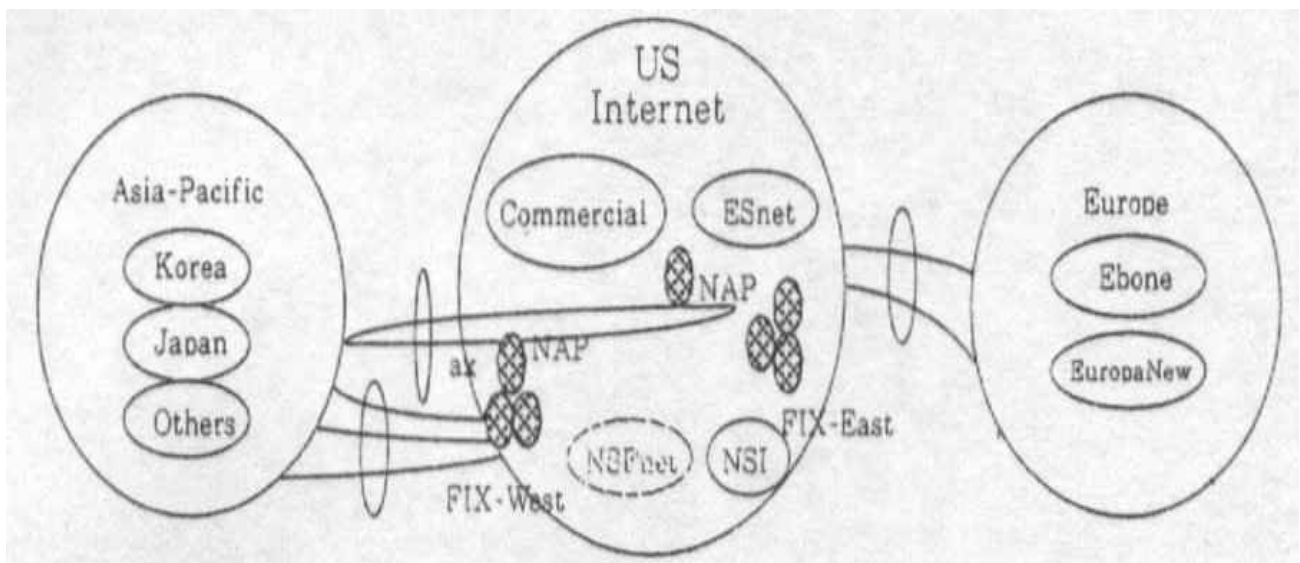 US
Internet
Asia-Pacific
Korea
Japan
Others
Commercial
ESnet
NAP
NAP
ax
FIX-West
NSFnet
NSI
FIX-East
Europe
Ebone
EuropaNew